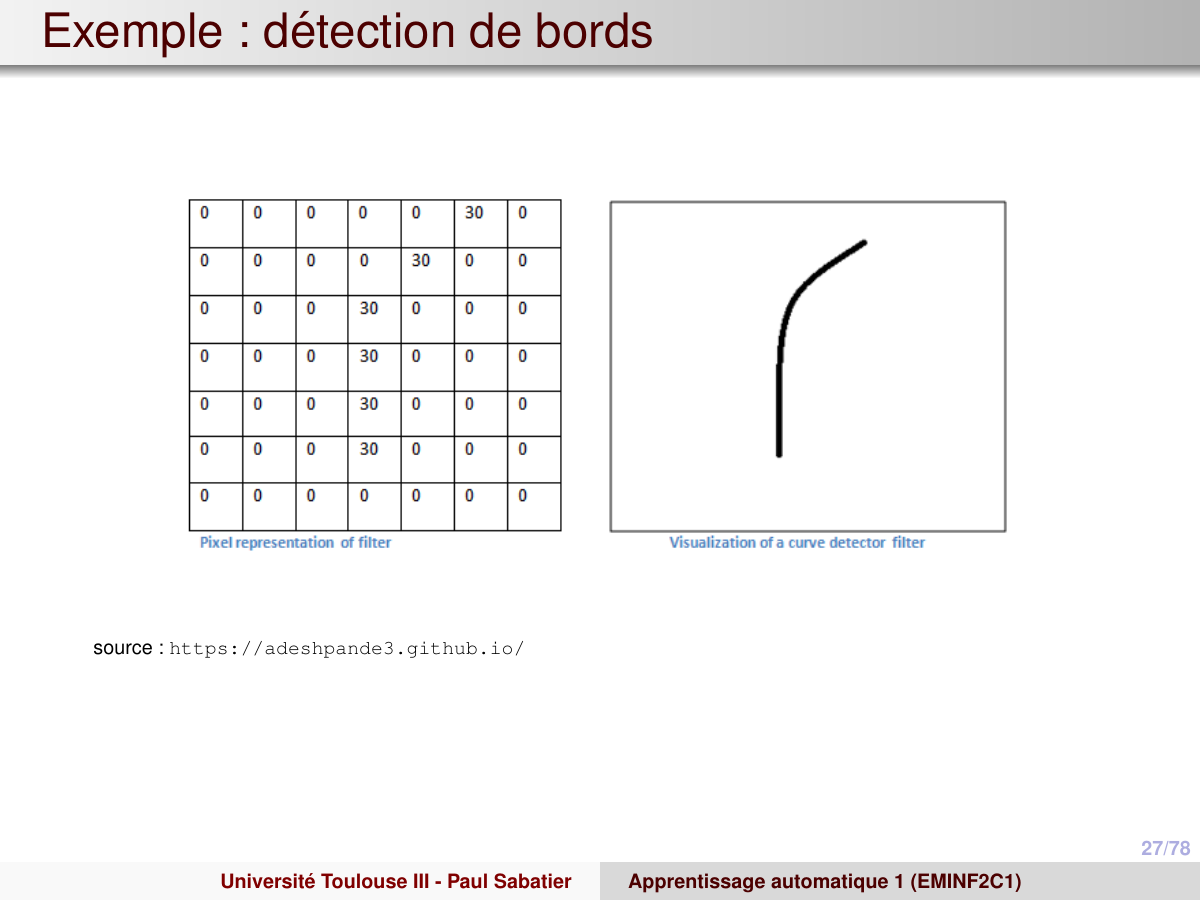 Exemple : détection de bords
0 0 0 0 0 30 0
0 0 0 0 30 0 0
0 0 0 30 0 0 0
0 0 0 30 0 0 0
0 0 0 30 0 0 0
0 0 0 30 0 0 0
0 0 0 0 0 0 0
Pixel representation of filter
Visualization of a curve detector filter
source : https://adeshpande3.github.io/
27/78
Université Toulouse III - Paul Sabatier
Apprentissage automatique 1 (EMINF2C1)